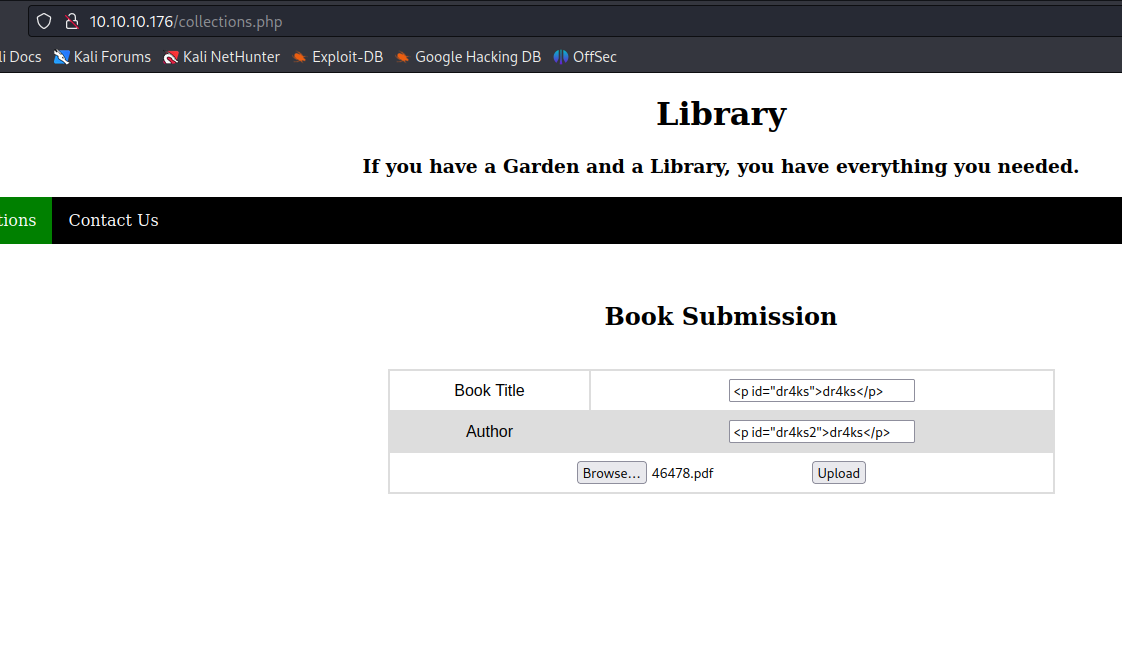 10.10.10.176/collections.php
li Docs Kali Forums Kali NetHunter Exploit-DB Google Hacking DB OffSec
Library
If you have a Garden and a Library, you have everything you needed.
tions Contact Us
Book Submission
Book Title <p id="dr4ks">dr4ks</p>
Author <p id="dr4ks2">dr4ks</p>
Browse... 46478.pdf Upload